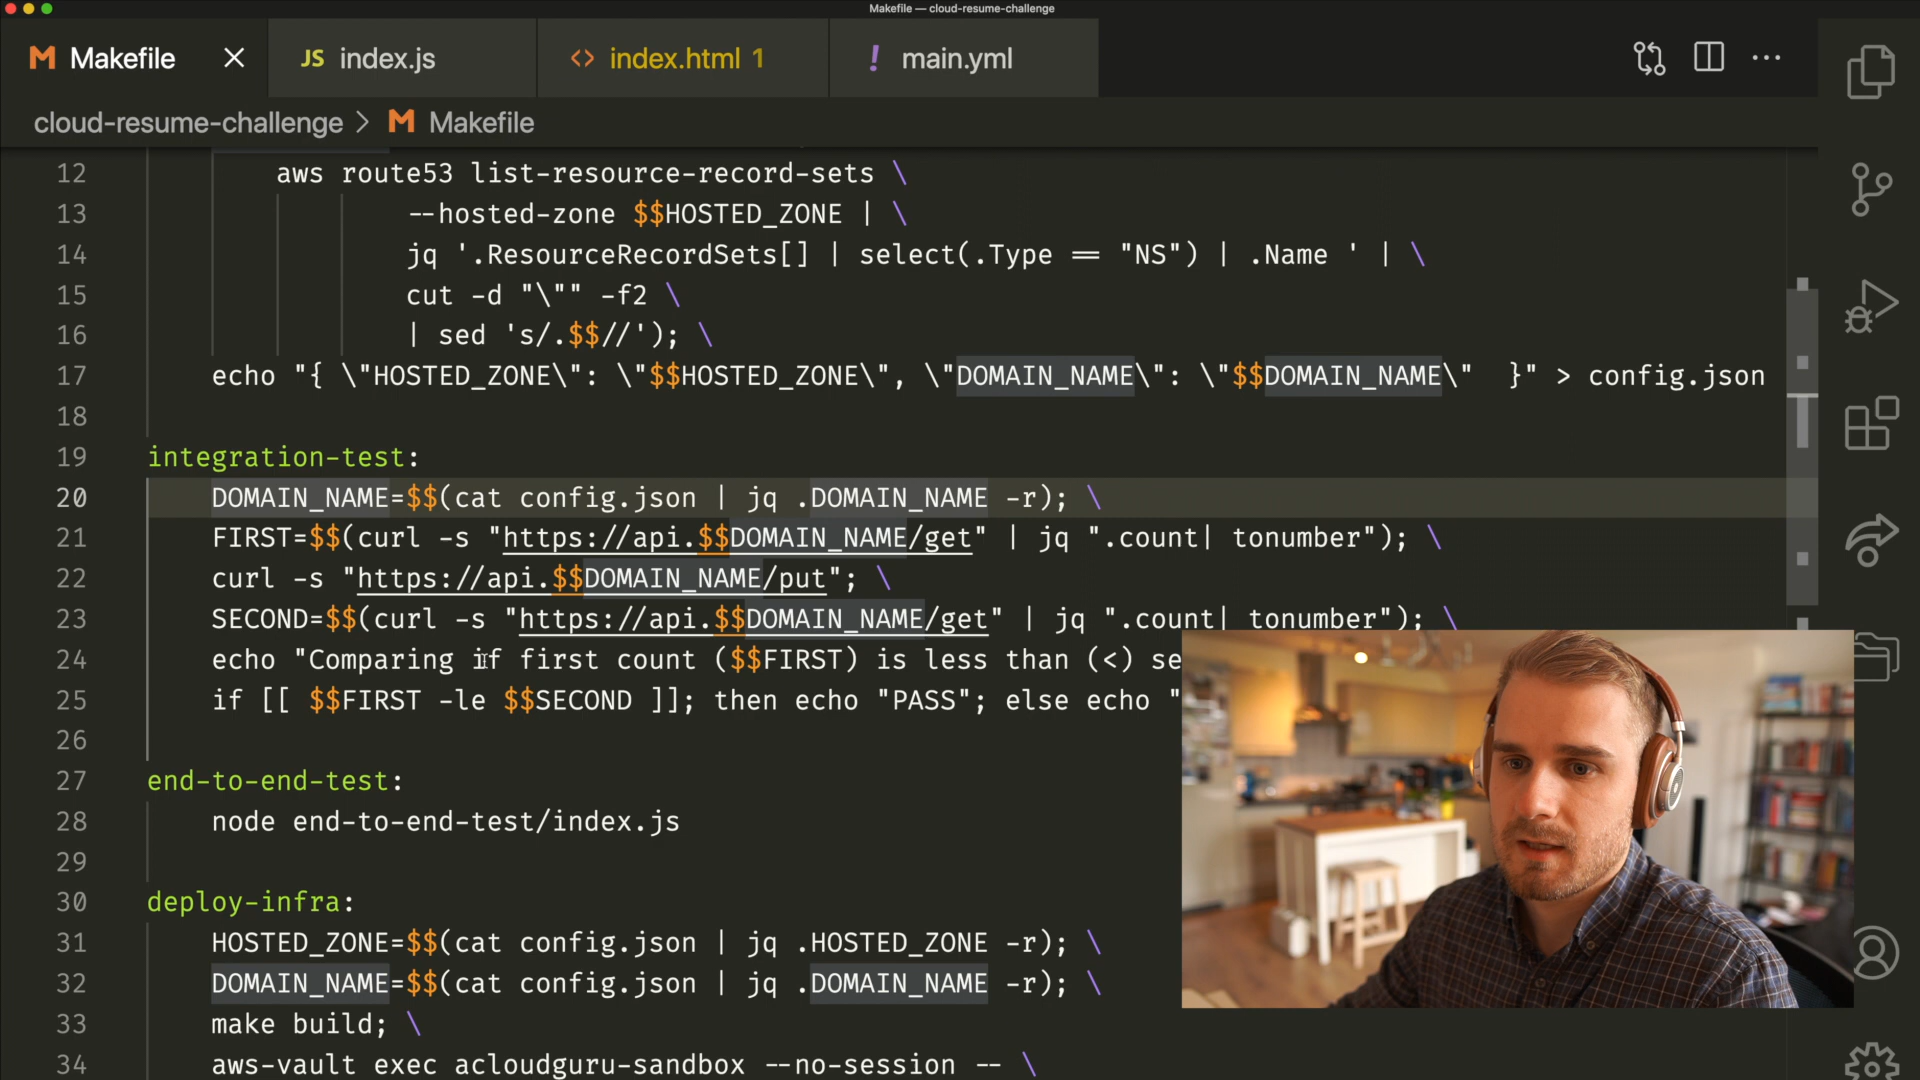 Makefile — cloud-resume-challenge
Makefile
JS index.js
<> index.html 1
! main.yml
cloud-resume-challenge > Makefile
12 aws route53 list-resource-record-sets \
13 --hosted-zone $$HOSTED_ZONE | \
14 jq '.ResourceRecordSets[] | select(.Type == "NS") | .Name ' | \
15 cut -d "\"" -f2 \
16 | sed 's/.$$//'); \
17 echo "{ \"HOSTED_ZONE\": \"$$HOSTED_ZONE\", \"DOMAIN_NAME\": \"$$DOMAIN_NAME\"  }" > config.json
18
19 integration-test:
20 DOMAIN_NAME=$$(cat config.json | jq .DOMAIN_NAME -r); \
21 FIRST=$$(curl -s "https://api.$$DOMAIN_NAME/get" | jq ".count| tonumber"); \
22 curl -s "https://api.$$DOMAIN_NAME/put"; \
23 SECOND=$$(curl -s "https://api.$$DOMAIN_NAME/get" | jq ".count| tonumber"); \
24 echo "Comparing if first count ($$FIRST) is less than (<) se
25 if [[ $$FIRST -le $$SECOND ]]; then echo "PASS"; else echo "
26
27 end-to-end-test:
28 node end-to-end-test/index.js
29
30 deploy-infra:
31 HOSTED_ZONE=$$(cat config.json | jq .HOSTED_ZONE -r); \
32 DOMAIN_NAME=$$(cat config.json | jq .DOMAIN_NAME -r); \
33 make build; \
34 aws-vault exec acloudguru-sandbox --no-session -- \